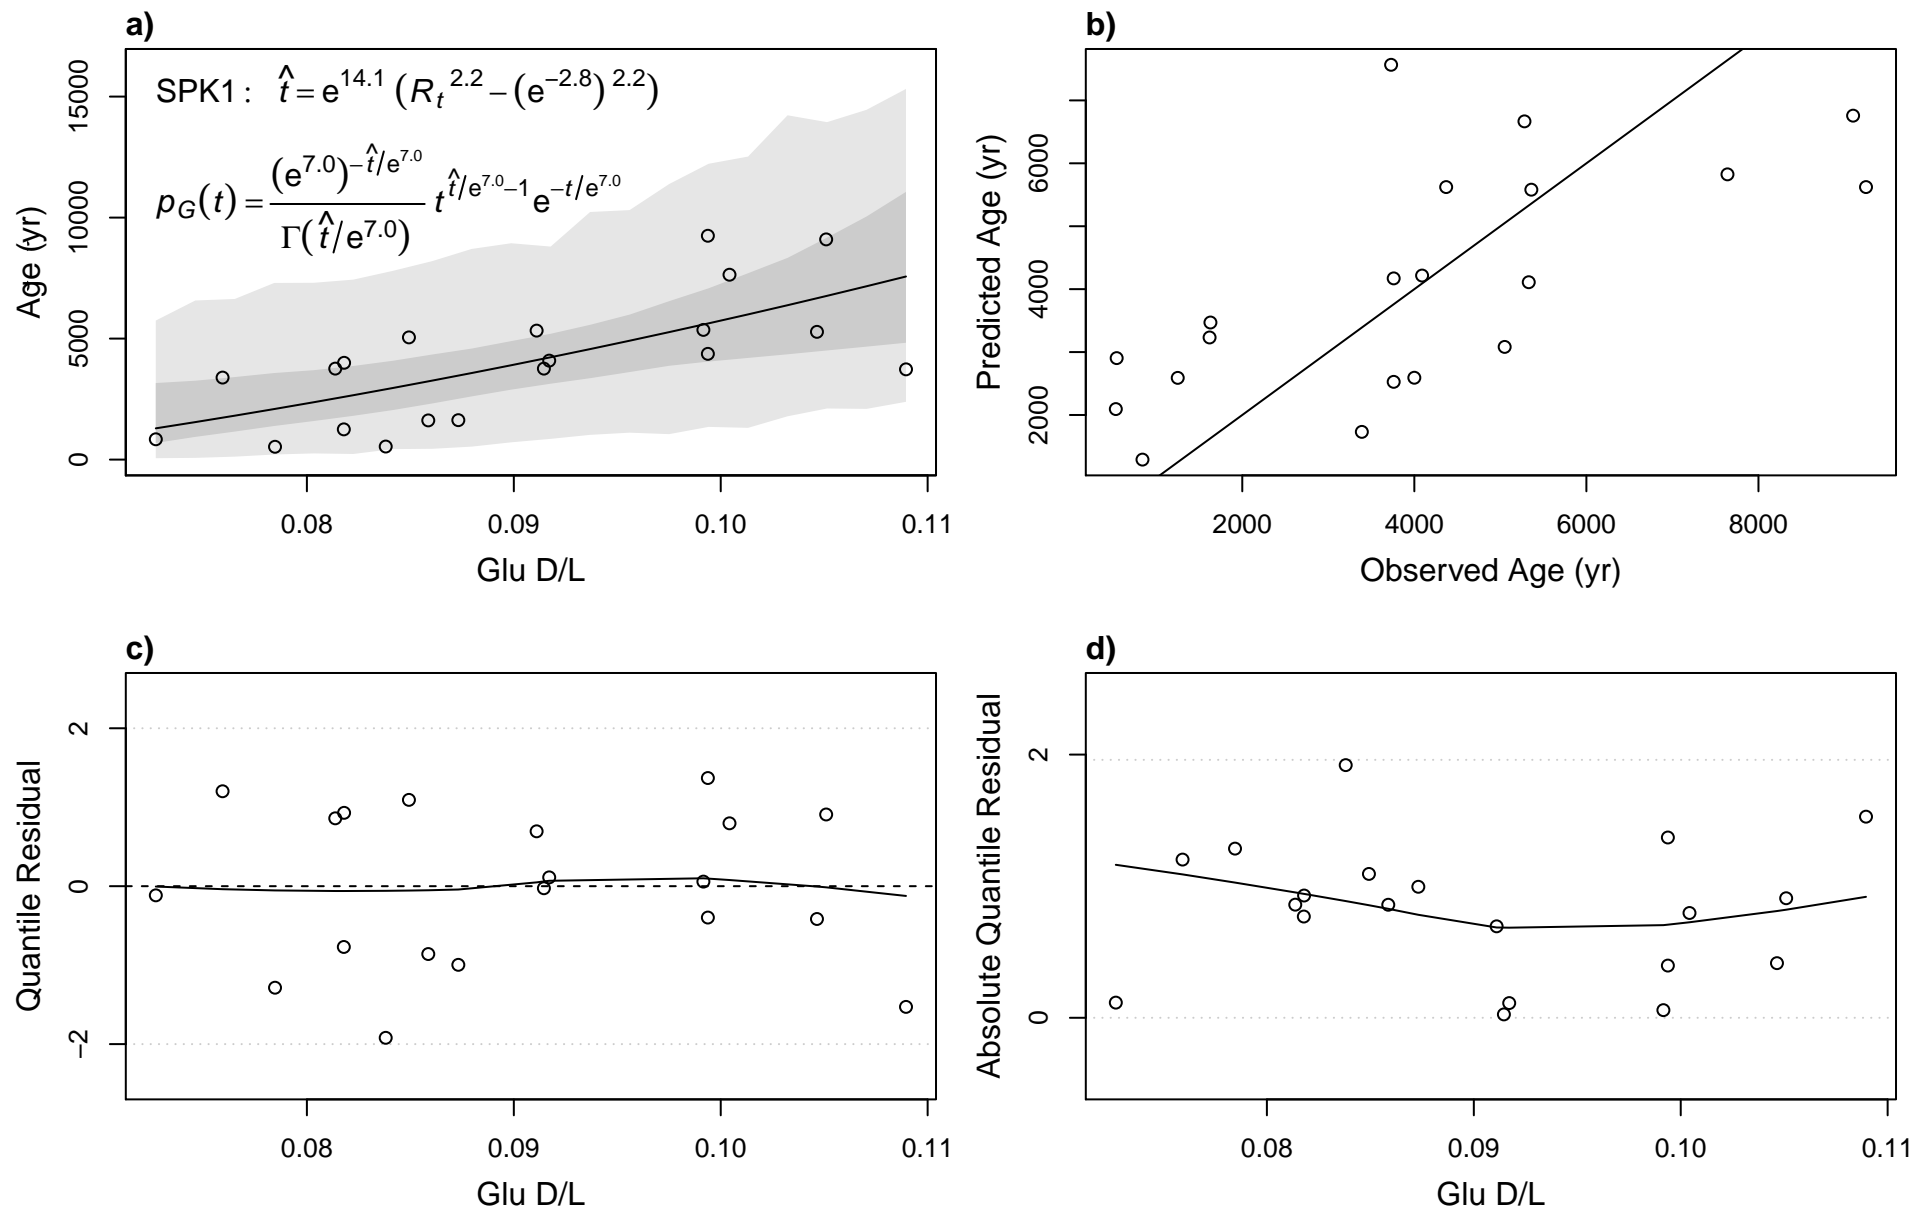 a)
SPK1: t̂ = e^14.1 (R_t^2.2 − (e^−2.8)^2.2)
p_G(t) = (e^7.0)^(−t̂/e^7.0) / Γ(t̂/e^7.0) t^(t̂/e^7.0−1) e^(−t/e^7.0)
Age (yr)
0 5000 10000 15000
0.08 0.09 0.10 0.11
Glu D/L
b)
Predicted Age (yr)
2000 4000 6000
2000 4000 6000 8000
Observed Age (yr)
c)
Quantile Residual
−2 0 2
0.08 0.09 0.10 0.11
Glu D/L
d)
Absolute Quantile Residual
0 2
0.08 0.09 0.10 0.11
Glu D/L